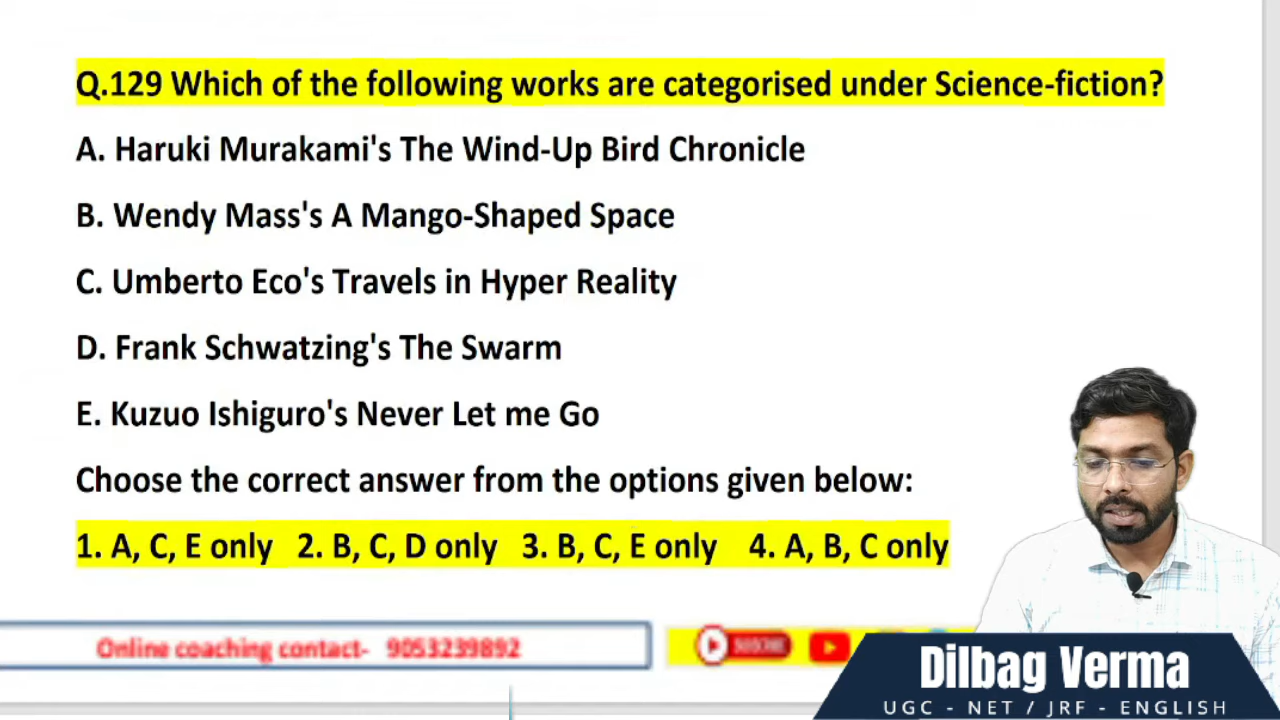 Q.129 Which of the following works are categorised under Science-fiction?
A. Haruki Murakami's The Wind-Up Bird Chronicle
B. Wendy Mass's A Mango-Shaped Space
C. Umberto Eco's Travels in Hyper Reality
D. Frank Schwatzing's The Swarm
E. Kuzuo Ishiguro's Never Let me Go
Choose the correct answer from the options given below:
1. A, C, E only 2. B, C, D only 3. B, C, E only 4. A, B, C only
Online coaching contact- 9053239892
SUBSCRIBE
Dilbag Verma
UGC - NET / JRF - ENGLISH